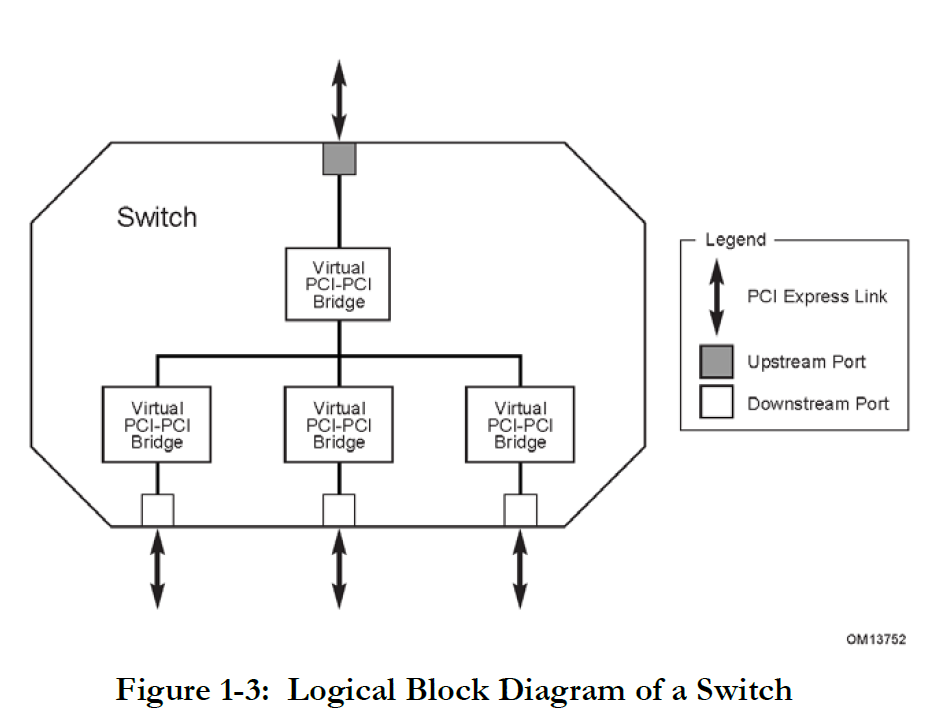 Switch
Virtual
PCI-PCI
Bridge
Virtual
PCI-PCI
Bridge
Virtual
PCI-PCI
Bridge
Virtual
PCI-PCI
Bridge
Legend
PCI Express Link
Upstream Port
Downstream Port
OM13752
Figure 1-3: Logical Block Diagram of a Switch